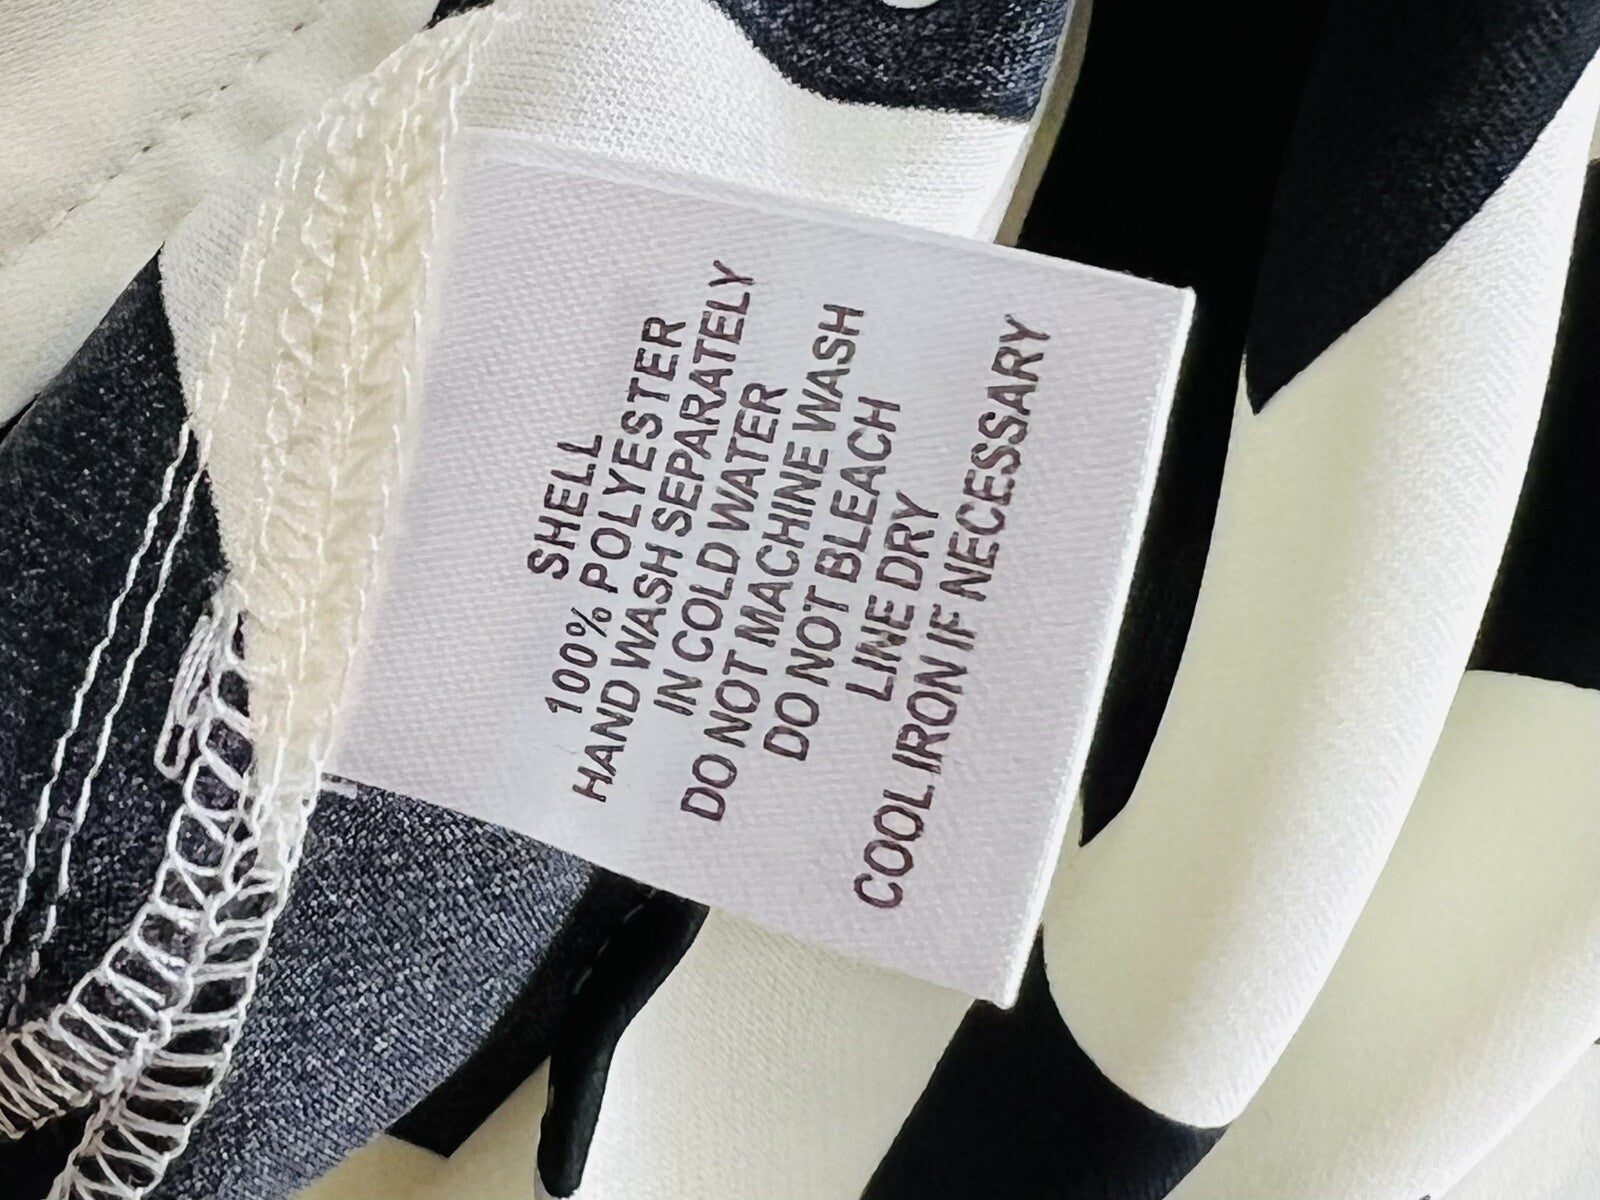 SHELL
100% POLYESTER
HAND WASH SEPARATELY
IN COLD WATER
DO NOT MACHINE WASH
DO NOT BLEACH
LINE DRY
COOL IRON IF NECESSARY